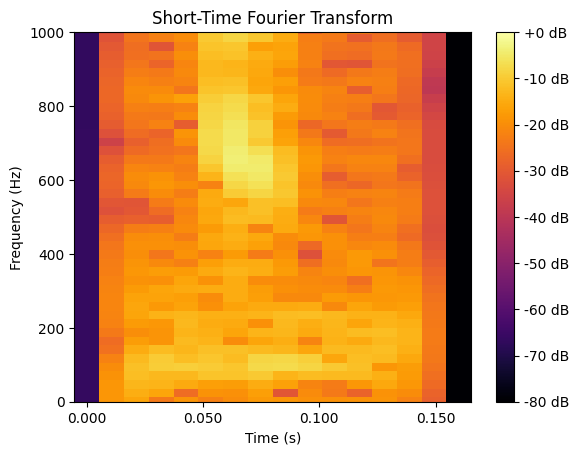 Short-Time Fourier Transform
Frequency (Hz)
1000
800
600
400
200
0
0.000
0.050
0.100
0.150
Time (s)
+0 dB
-10 dB
-20 dB
-30 dB
-40 dB
-50 dB
-60 dB
-70 dB
-80 dB